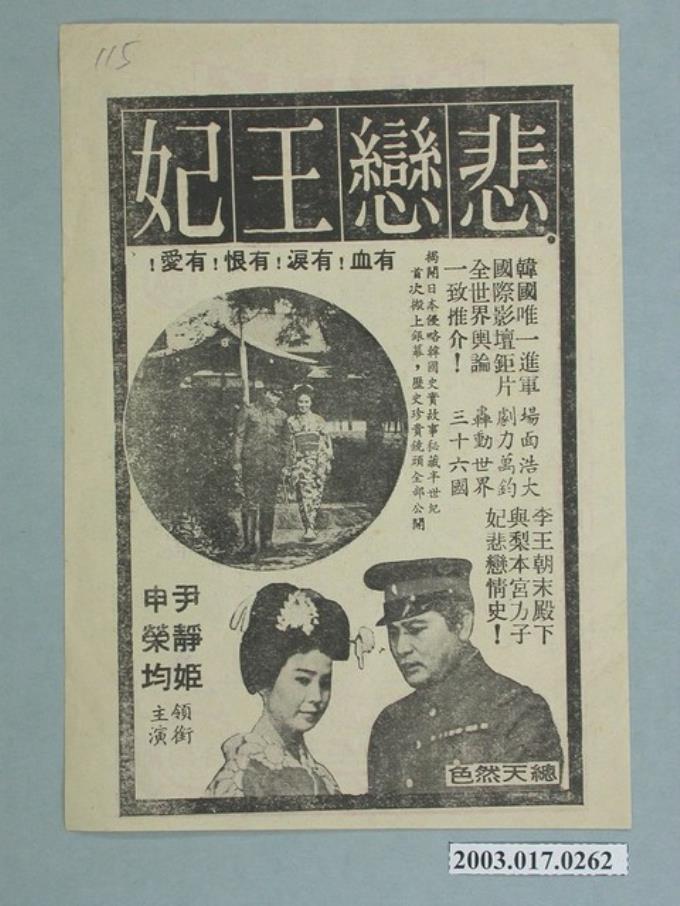 115
悲戀王妃
有血！有淚！有恨！有愛！
韓國唯一進軍
國際影壇鉅片
全世界輿論
一致推介！
揭開日本侵略韓國史實故事秘藏半世紀
首次搬上銀幕，歷史珍貴鏡頭全部公開
場面浩大
劇力萬鈞
轟動世界
三十六國
李王朝末殿下
與梨本宮力子
妃悲戀情史！
尹靜姬
申榮均
領銜
主演
總天然色
2003.017.0262